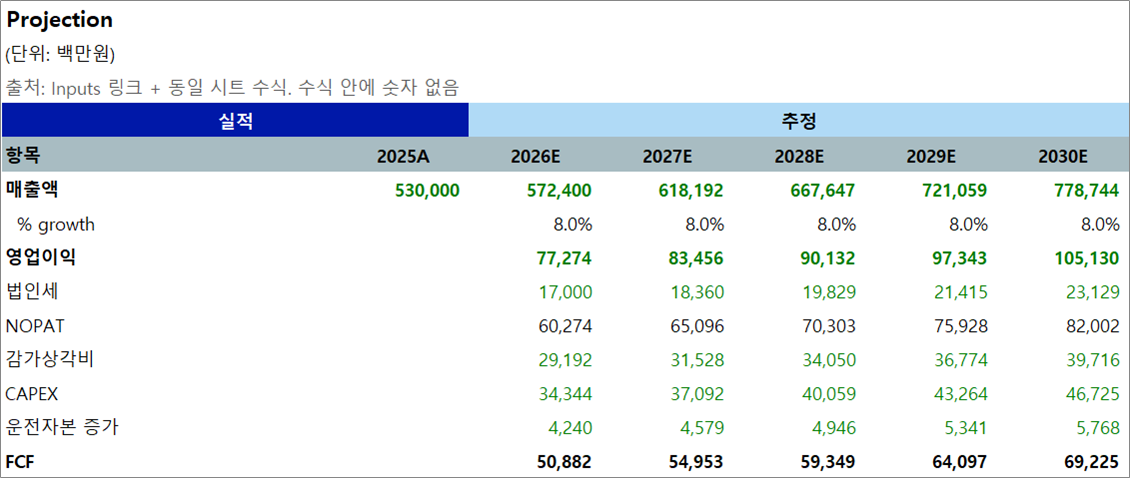 Projection
(단위: 백만원)
출처: Inputs 링크 + 동일 시트 수식. 수식 안에 숫자 없음
실적 추정
항목 2025A 2026E 2027E 2028E 2029E 2030E
매출액 530,000 572,400 618,192 667,647 721,059 778,744
% growth 8.0% 8.0% 8.0% 8.0% 8.0%
영업이익 77,274 83,456 90,132 97,343 105,130
법인세 17,000 18,360 19,829 21,415 23,129
NOPAT 60,274 65,096 70,303 75,928 82,002
감가상각비 29,192 31,528 34,050 36,774 39,716
CAPEX 34,344 37,092 40,059 43,264 46,725
운전자본 증가 4,240 4,579 4,946 5,341 5,768
FCF 50,882 54,953 59,349 64,097 69,225